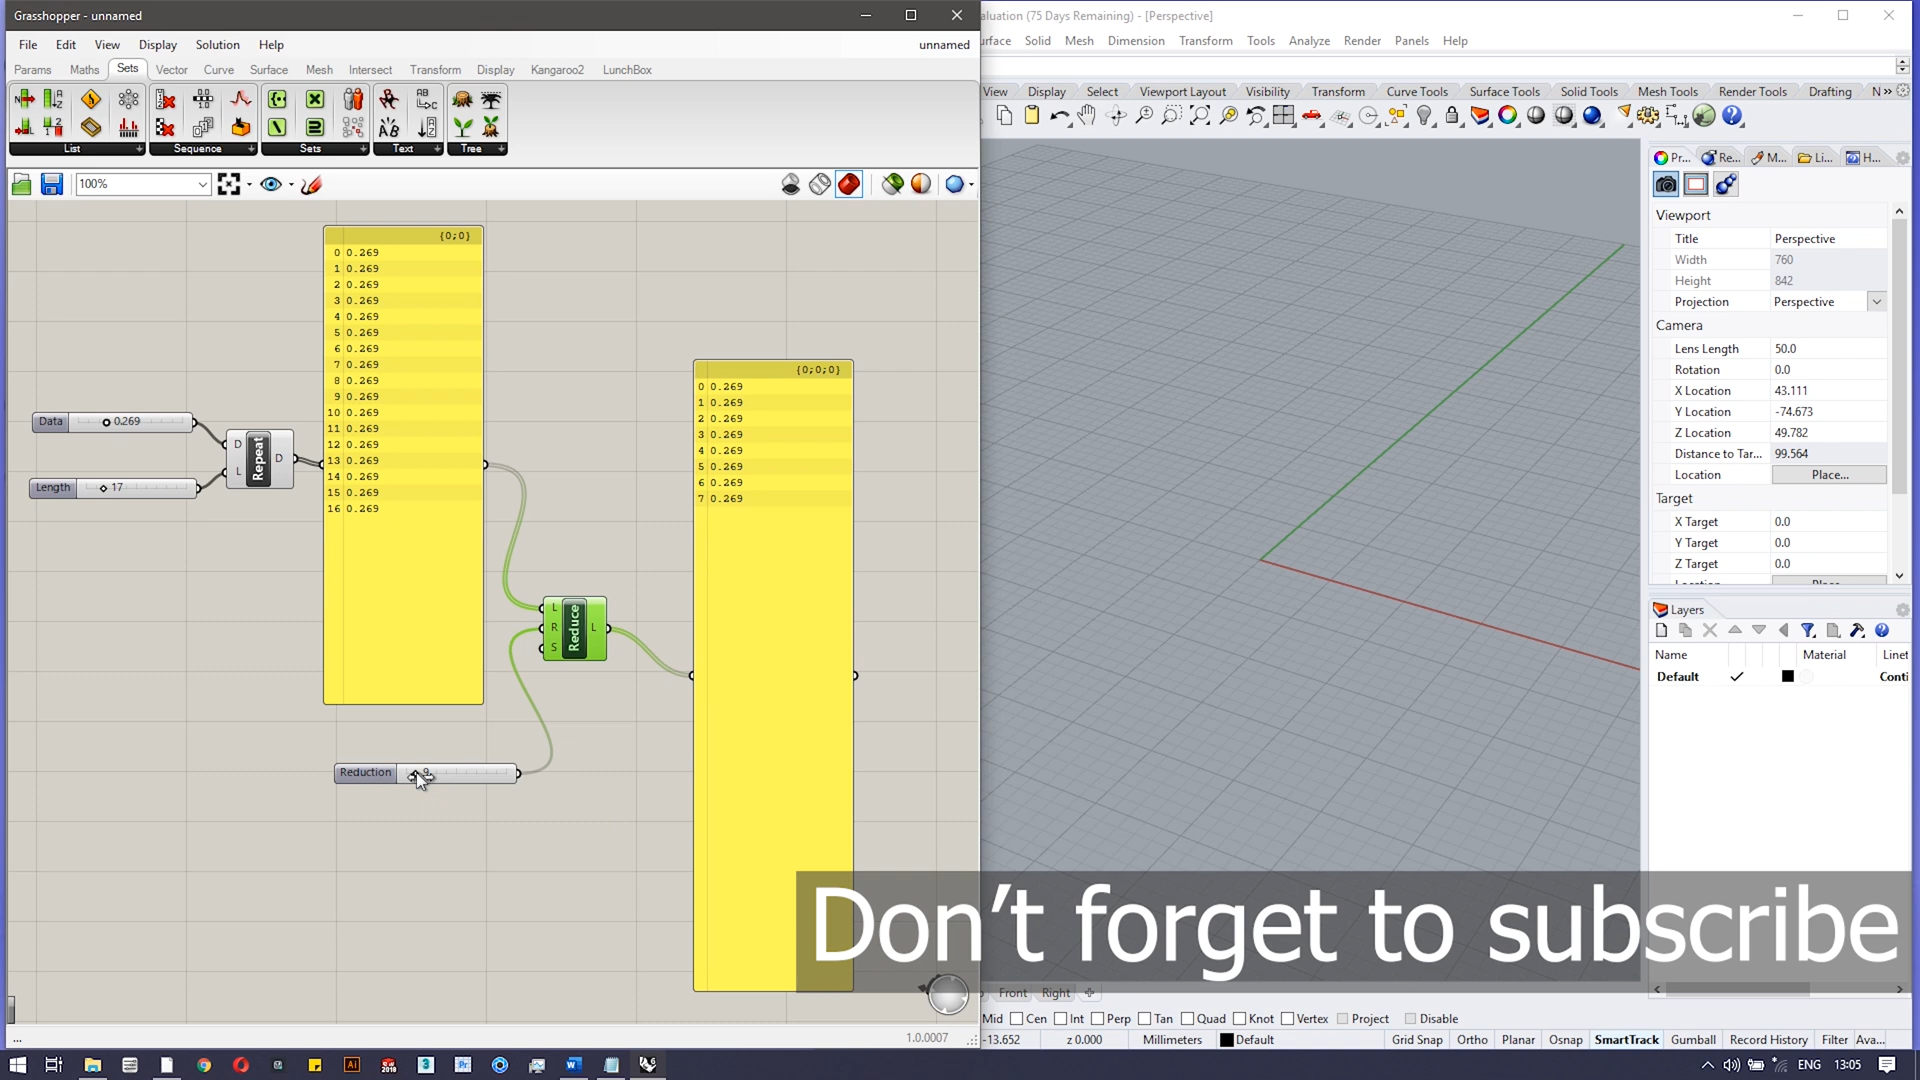 Grasshopper - unnamed
File Edit View Display Solution Help unnamed
Params Maths Sets Vector Curve Surface Mesh Intersect Transform Display Kangaroo2 LunchBox
List Sequence Sets Text Tree
100%
{0;0}
0 0.269
1 0.269
2 0.269
3 0.269
4 0.269
5 0.269
6 0.269
7 0.269
8 0.269
9 0.269
10 0.269
11 0.269
12 0.269
13 0.269
14 0.269
15 0.269
16 0.269
Data 0.269
Length 17
D L Repeat D
L R S Reduce L
Reduction
{0;0;0}
0 0.269
1 0.269
2 0.269
3 0.269
4 0.269
5 0.269
6 0.269
7 0.269
1.0.0007
...
aluation (75 Days Remaining) - [Perspective]
urface Solid Mesh Dimension Transform Tools Analyze Render Panels Help
View Display Select Viewport Layout Visibility Transform Curve Tools Surface Tools Solid Tools Mesh Tools Render Tools Drafting N»
Pr... Re... M... Li... H...
Viewport
Title Perspective
Width 760
Height 842
Projection Perspective
Camera
Lens Length 50.0
Rotation 0.0
X Location 43.111
Y Location -74.673
Z Location 49.782
Distance to Tar... 99.564
Location Place...
Target
X Target 0.0
Y Target 0.0
Z Target 0.0
Location Place...
Layers
Name Material Linet
Default Conti
Don't forget to subscribe
Front Right
Mid Cen Int Perp Tan Quad Knot Vertex Project Disable
-13.652 z 0.000 Millimeters Default Grid Snap Ortho Planar Osnap SmartTrack Gumball Record History Filter Ava...
ENG 13:05